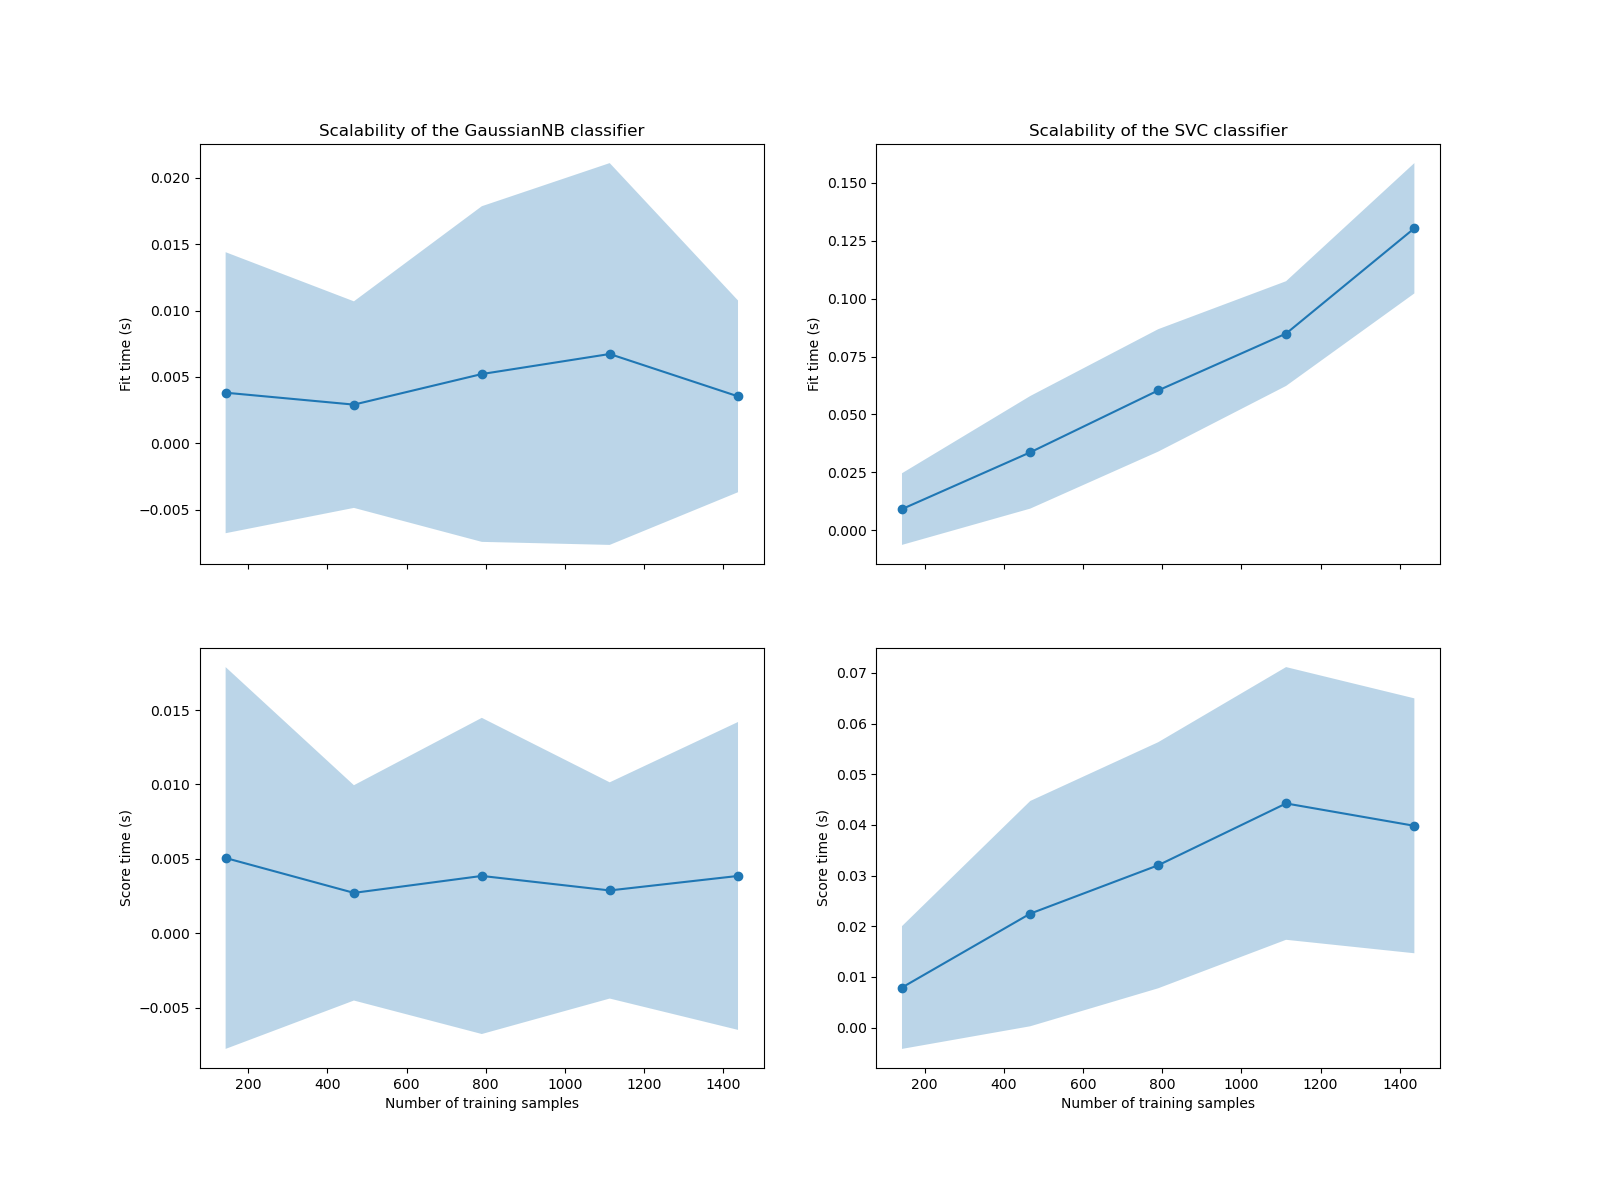 Scalability of the GaussianNB classifier
Scalability of the SVC classifier
0.020
0.015
0.010
0.005
0.000
−0.005
Fit time (s)
0.150
0.125
0.100
0.075
0.050
0.025
0.000
Fit time (s)
0.015
0.010
0.005
0.000
−0.005
Score time (s)
200 400 600 800 1000 1200 1400
Number of training samples
0.07
0.06
0.05
0.04
0.03
0.02
0.01
0.00
Score time (s)
200 400 600 800 1000 1200 1400
Number of training samples